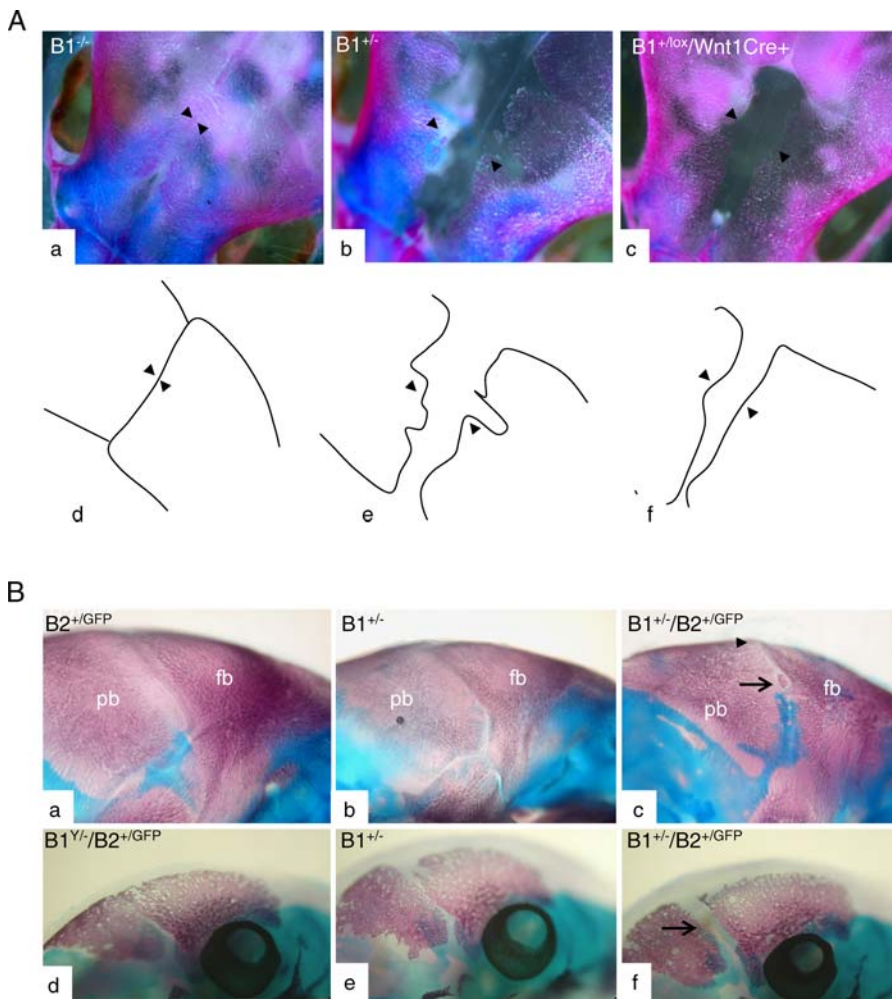 A
B1-/-
B1+/-
B1+/lox/Wnt1Cre+
a
b
c
d
e
f
B
B2+/GFP
B1+/-
B1+/-/B2+/GFP
pb
fb
pb
fb
pb
fb
a
b
c
B1Y/-/B2+/GFP
B1+/-
B1+/-/B2+/GFP
d
e
f